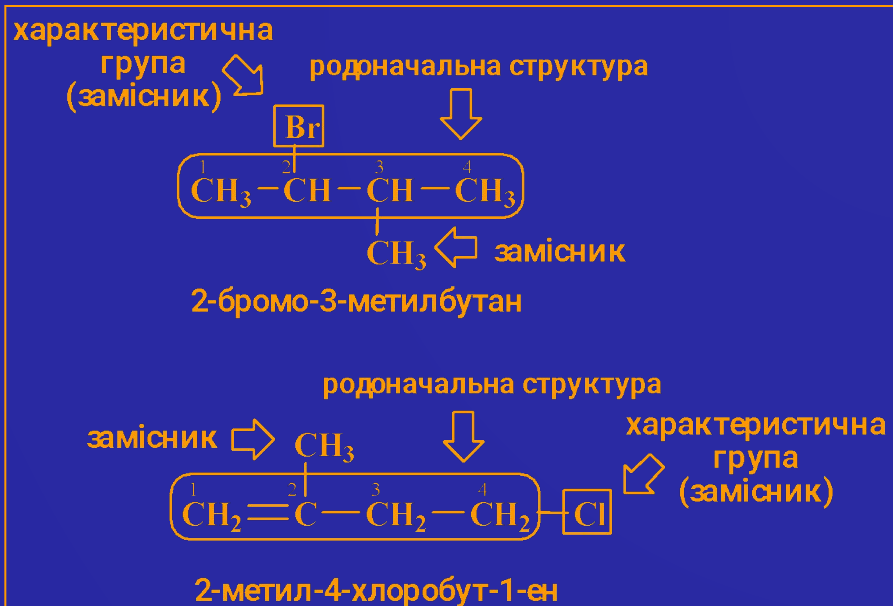 характеристична
група
(замісник)
родоначальна структура
Br
1 2 3 4
CH₃—CH—CH—CH₃
CH₃
замісник
2-бромо-3-метилбутан
родоначальна структура
замісник
CH₃
характеристична
група
(замісник)
1 2 3 4
CH₂=C—CH₂—CH₂—Cl
2-метил-4-хлоробут-1-ен